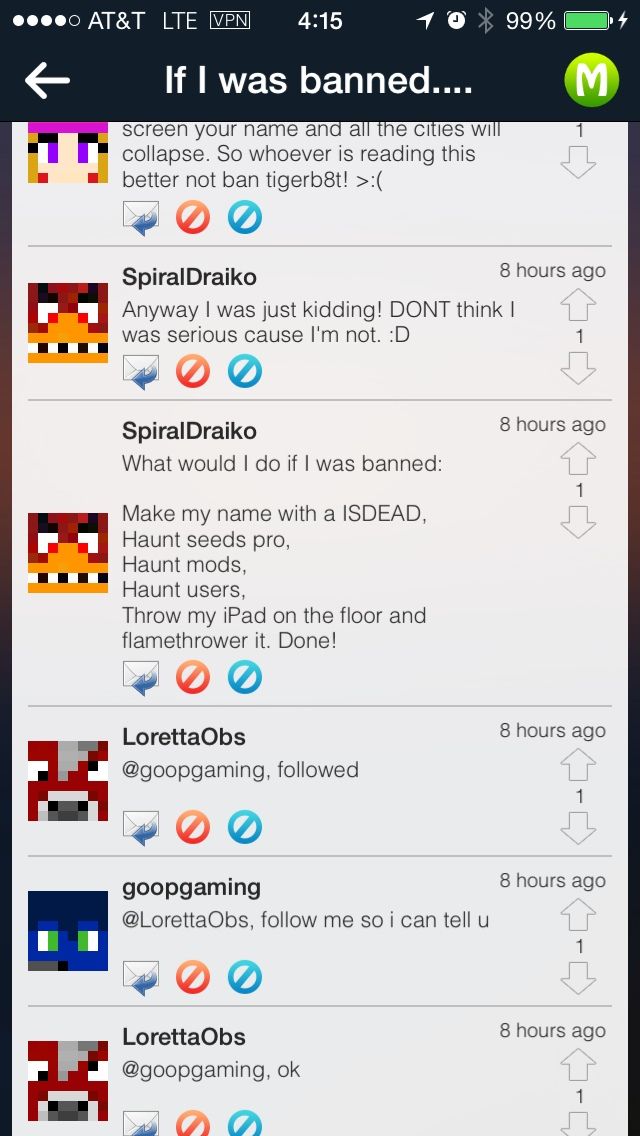 AT&T LTE VPN 4:15 99%
If I was banned....
M
screen your name and all the cities will
collapse. So whoever is reading this
better not ban tigerb8t! >:(
1
SpiralDraiko
8 hours ago
Anyway I was just kidding! DONT think I
was serious cause I'm not. :D
1
SpiralDraiko
8 hours ago
What would I do if I was banned:
1
Make my name with a ISDEAD,
Haunt seeds pro,
Haunt mods,
Haunt users,
Throw my iPad on the floor and
flamethrower it. Done!
LorettaObs
8 hours ago
@goopgaming, followed
1
goopgaming
8 hours ago
@LorettaObs, follow me so i can tell u
1
LorettaObs
8 hours ago
@goopgaming, ok
1